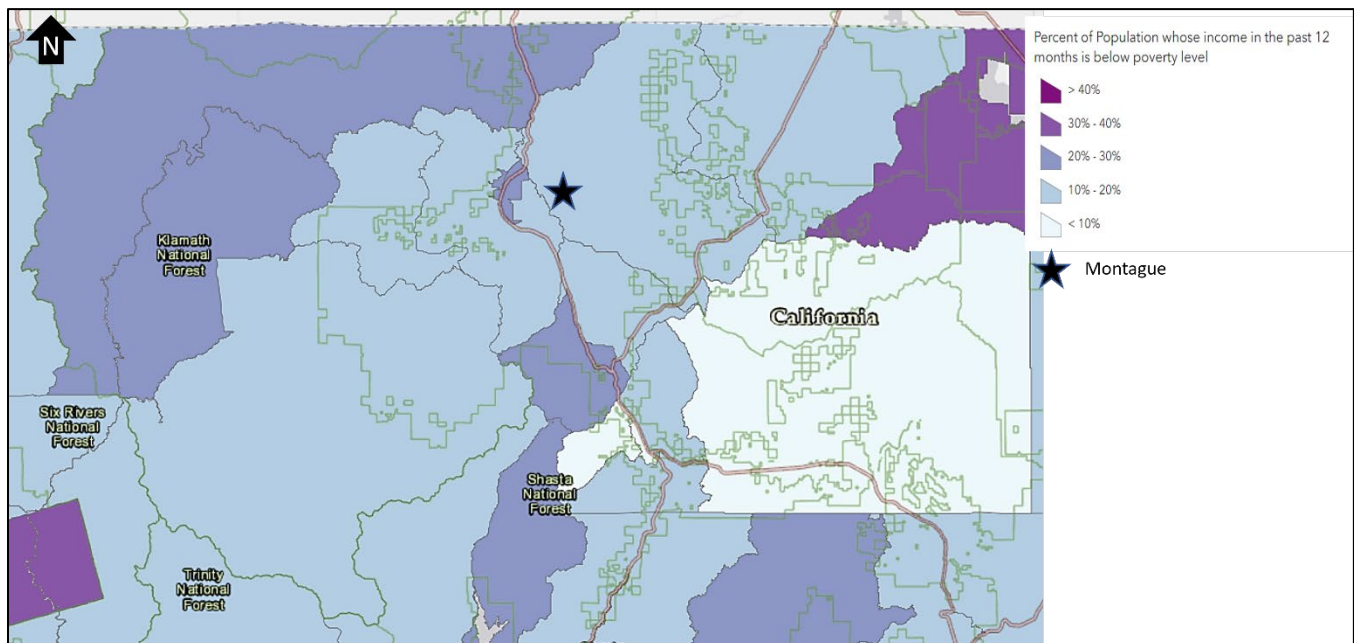 N
Percent of Population whose income in the past 12
months is below poverty level
> 40%
30% - 40%
20% - 30%
10% - 20%
< 10%
Montague
Klamath
National
Forest
California
Six Rivers
National
Forest
Shasta
National
Forest
Trinity
National
Forest